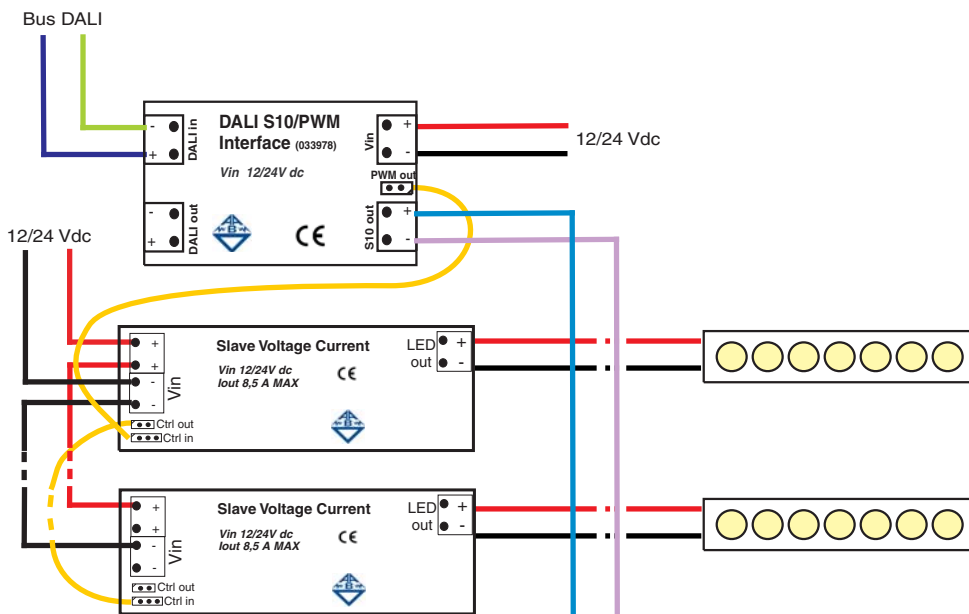 Bus DALI
DALI in
- +
DALI S10/PWM
Interface (033978)
Vin 12/24V dc
Vin
+ -
12/24 Vdc
PWM out
DALI out
- +
CE
S10 out
+ -
12/24 Vdc
Slave Voltage Current
Vin 12/24V dc
Iout 8,5 A MAX
CE
+
+
-
-
Vin
Ctrl out
Ctrl in
LED +
out -
Slave Voltage Current
Vin 12/24V dc
Iout 8,5 A MAX
CE
+
+
-
-
Vin
Ctrl out
Ctrl in
LED +
out -